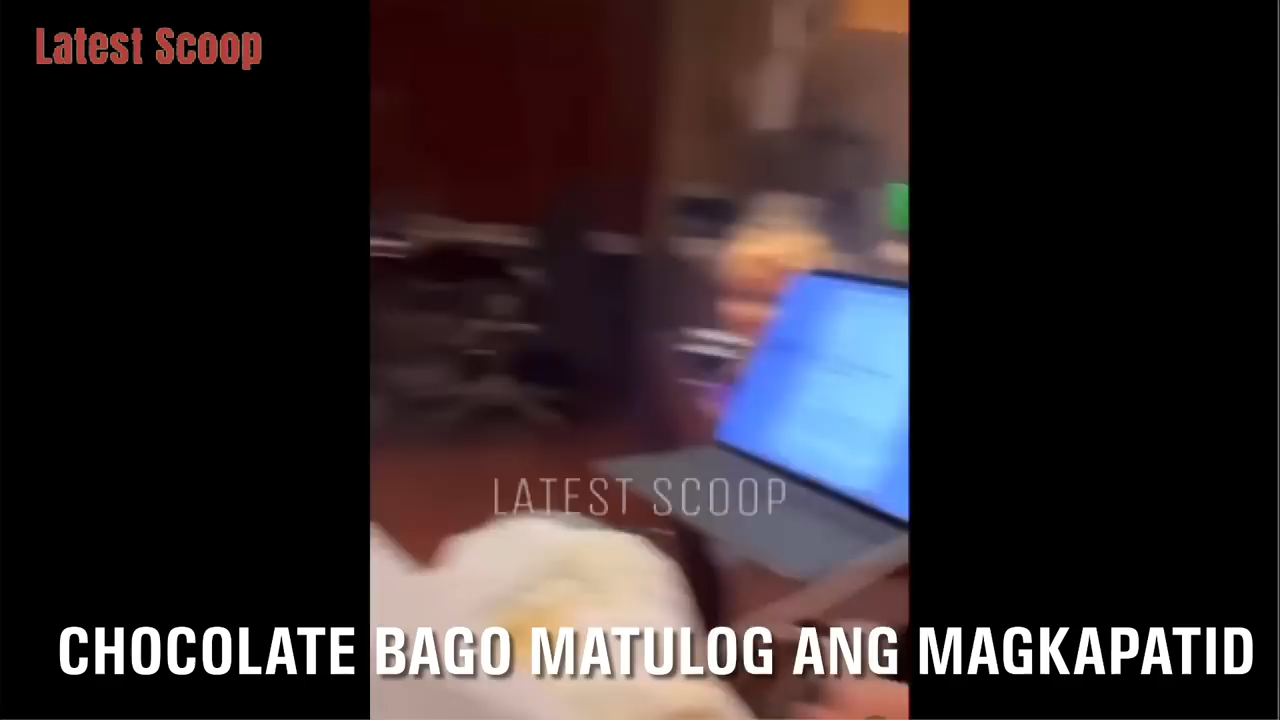 Latest Scoop
LATEST SCOOP
CHOCOLATE BAGO MATULOG ANG MAGKAPATID